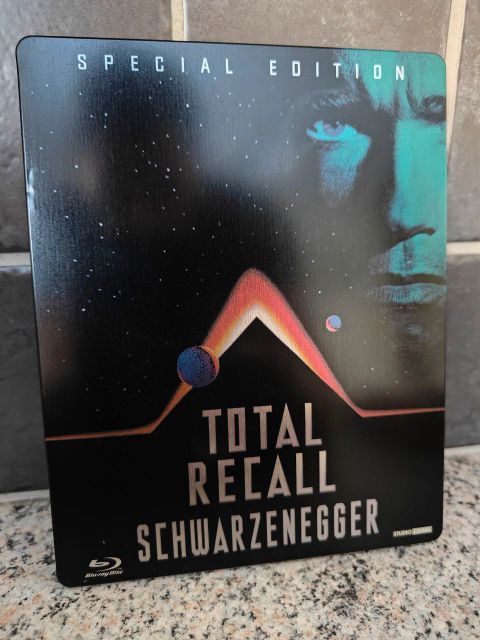 SPECIAL EDITION
TOTAL
RECALL
SCHWARZENEGGER
Blu-ray Disc
STUDIOCANAL